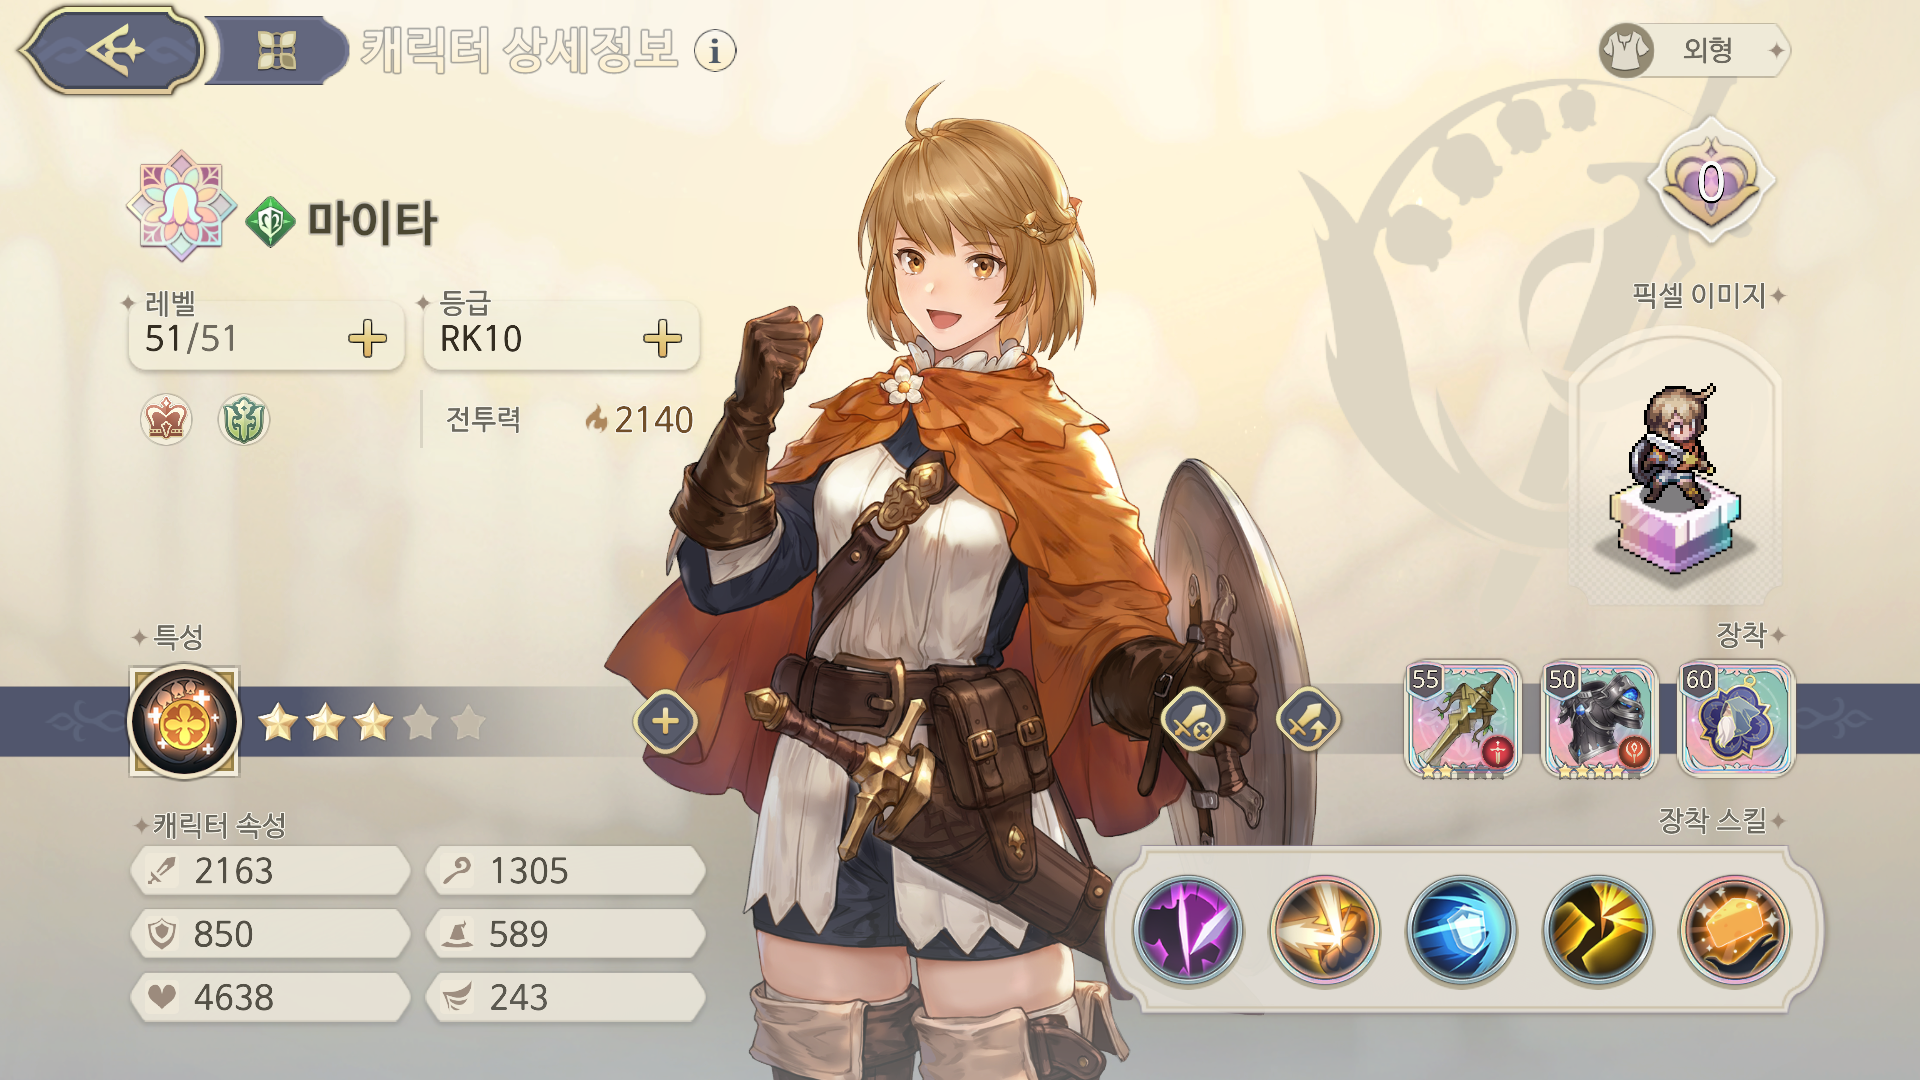 캐릭터 상세정보 i
외형
0
마이타
레벨
51/51
등급
RK10
전투력 2140
픽셀 이미지
특성
장착
55 50 60
캐릭터 속성
장착 스킬
2163 1305
850 589
4638 243